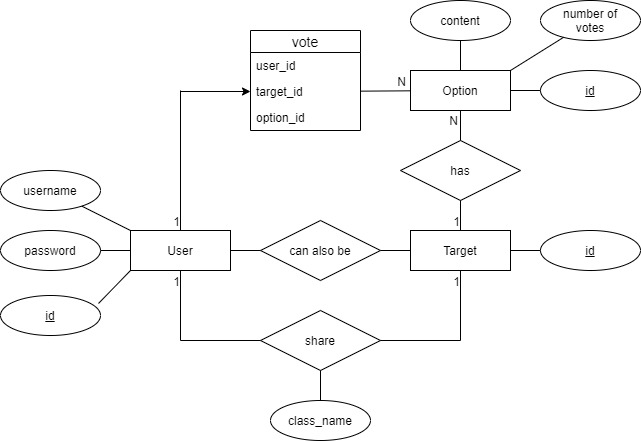 content
number of
votes
vote
user_id
target_id
option_id
N
Option
id
N
has
username
1
1
password
User
can also be
Target
id
id
1
1
share
class_name